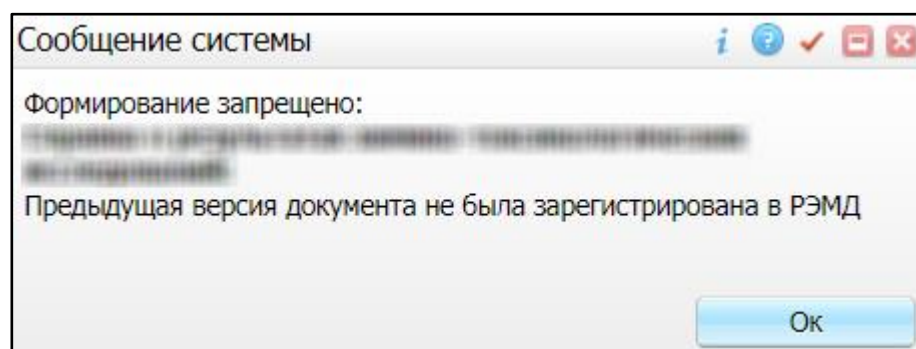 Сообщение системы
Формирование запрещено:
Предыдущая версия документа не была зарегистрирована в РЭМД
Ок